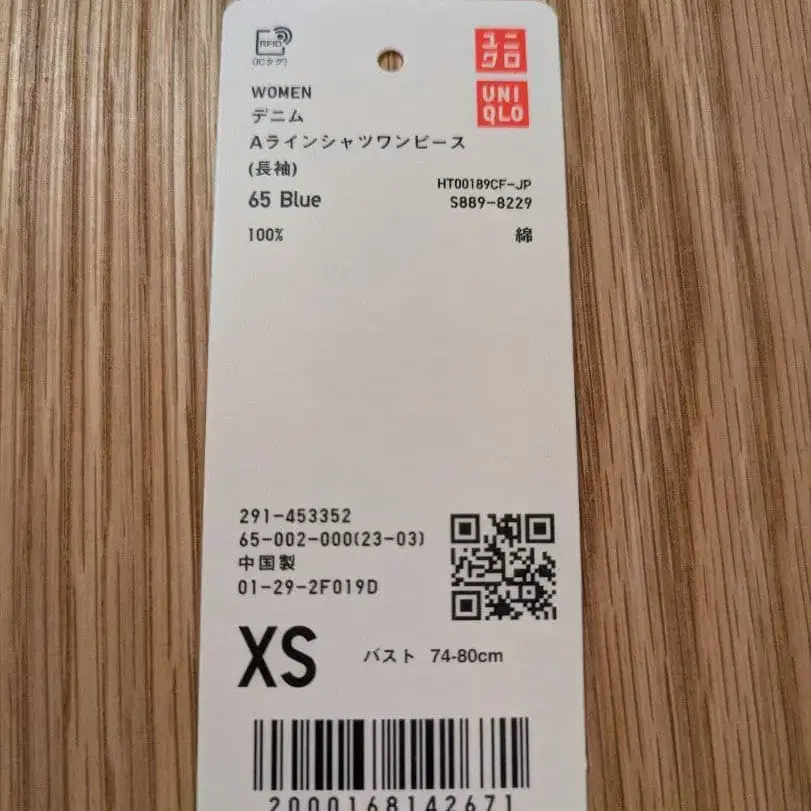 RFID
(ICタグ)
ユニ
クロ
WOMEN
UNI
QLO
デニム
Aラインシャツワンピース
(長袖)
HT00189CF-JP
65 Blue
S889-8229
100%
綿
291-453352
65-002-000(23-03)
中国製
01-29-2F019D
XS
バスト 74-80cm
2000168142671